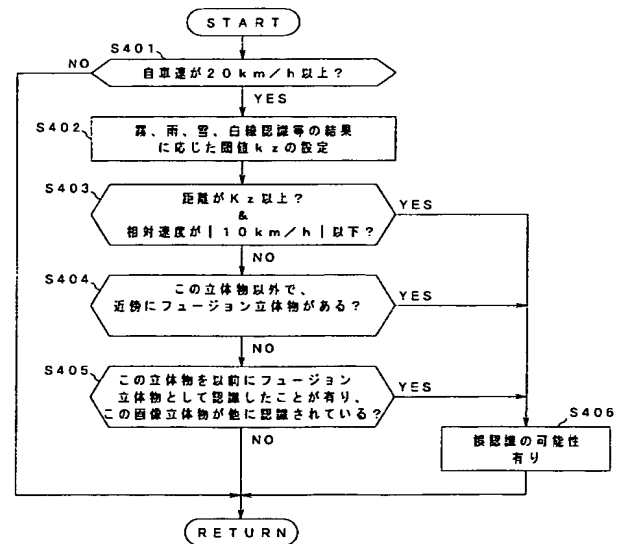 START
S401
NO
自車速が20km/h以上?
YES
S402
霧、雨、雪、白線認識等の結果
に応じた閾値kzの設定
S403
距離がKz以上?
&
相対速度が|10km/h|以下?
YES
NO
S404
この立体物以外で、
近傍にフュージョン立体物がある?
YES
NO
S405
この立体物を以前にフュージョン
立体物として認識したことが有り、
この画像立体物が他に認識されている?
YES
NO
S406
誤認識の可能性
有り
RETURN